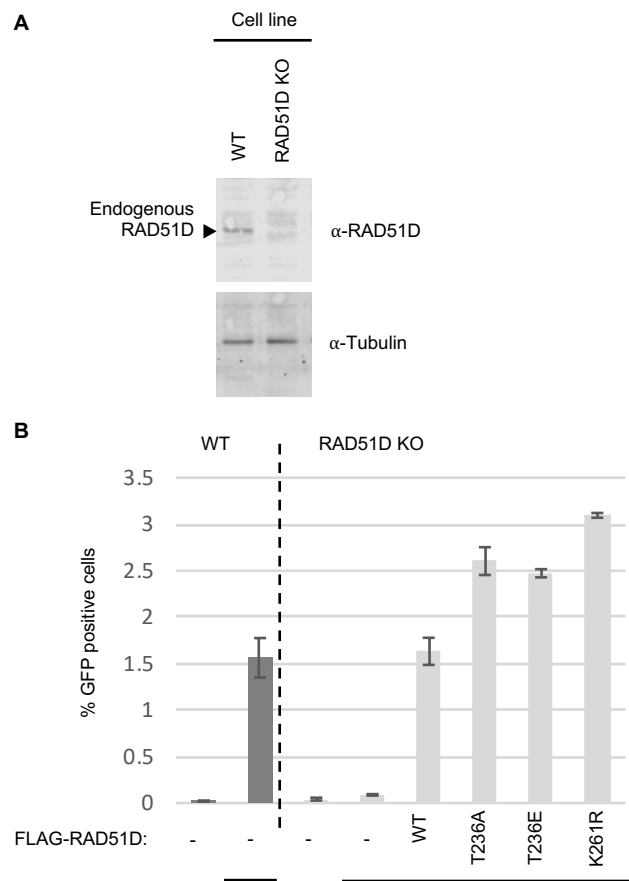 A
Cell line
WT
RAD51D KO
Endogenous
RAD51D
α-RAD51D
α-Tubulin
B
WT
RAD51D KO
3.5
3
2.5
2
1.5
1
0.5
0
% GFP positive cells
FLAG-RAD51D:
- - - - WT T236A T236E K261R